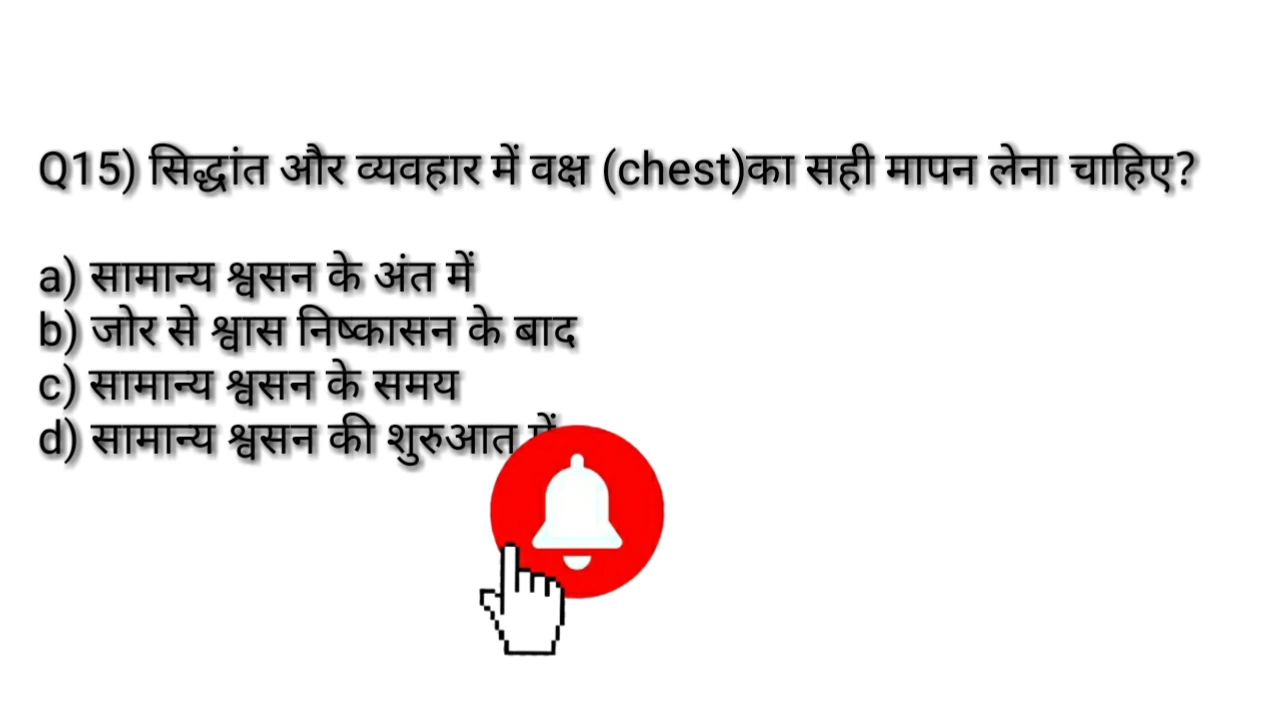 Q15) सिद्धांत और व्यवहार में वक्ष (chest)का सही मापन लेना चाहिए?
a) सामान्य श्वसन के अंत में
b) जोर से श्वास निष्कासन के बाद
c) सामान्य श्वसन के समय
d) सामान्य श्वसन की शुरुआत में